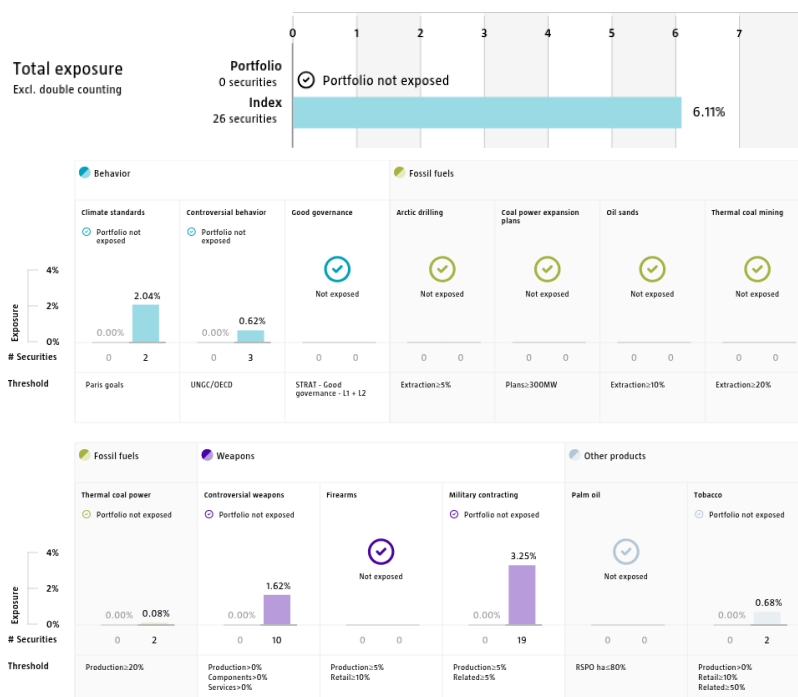 0 1 2 3 4 5 6 7
Total exposure
Excl. double counting
Portfolio
0 securities
Portfolio not exposed
Index
26 securities
6.11%
Behavior
Fossil fuels
Climate standards
Controversial behavior
Good governance
Arctic drilling
Coal power expansion
plans
Oil sands
Thermal coal mining
Portfolio not
exposed
Portfolio not
exposed
Not exposed
Not exposed
Not exposed
Not exposed
Not exposed
Exposure
4%
2%
0%
0.00% 2.04%
0.00% 0.62%
# Securities
0 2 0 3 0 0 0 0 0 0 0 0 0 0
Threshold
Paris goals
UNGC/OECD
STRAT - Good
governance - L1 + L2
Extraction≥5%
Plans≥300MW
Extraction≥10%
Extraction≥20%
Fossil fuels
Weapons
Other products
Thermal coal power
Controversial weapons
Firearms
Military contracting
Palm oil
Tobacco
Portfolio not exposed
Portfolio not exposed
Not exposed
Portfolio not exposed
Not exposed
Portfolio not exposed
Exposure
4%
2%
0%
0.00% 0.08%
0.00% 1.62%
0.00% 3.25%
0.00% 0.68%
# Securities
0 2 0 10 0 0 0 19 0 0 0 2
Threshold
Production≥20%
Production>0%
Components>0%
Services>0%
Production≥5%
Retail≥10%
Production≥5%
Related≥5%
RSPO ha≤80%
Production>0%
Retail≥10%
Related≥50%